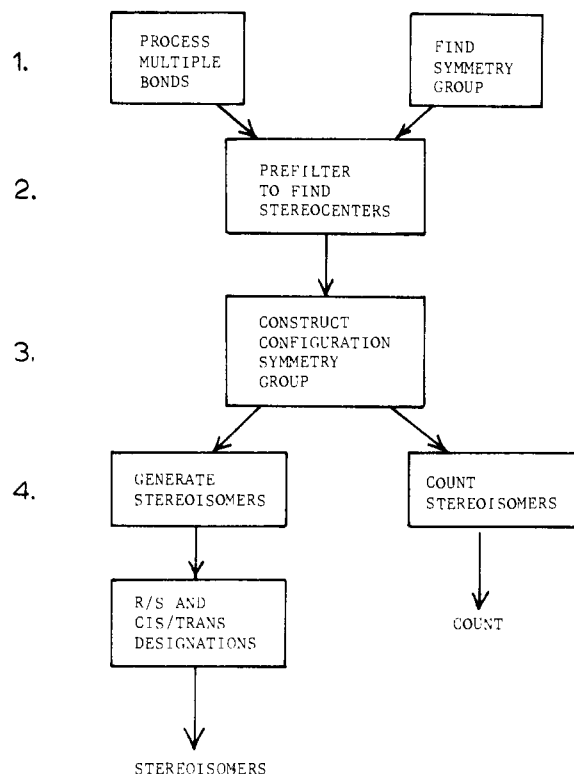 1.
PROCESS
MULTIPLE
BONDS
FIND
SYMMETRY
GROUP
2.
PREFILTER
TO FIND
STEREOCENTERS
3.
CONSTRUCT
CONFIGURATION
SYMMETRY
GROUP
4.
GENERATE
STEREOISOMERS
COUNT
STEREOISOMERS
R/S AND
CIS/TRANS
DESIGNATIONS
COUNT
STEREOISOMERS